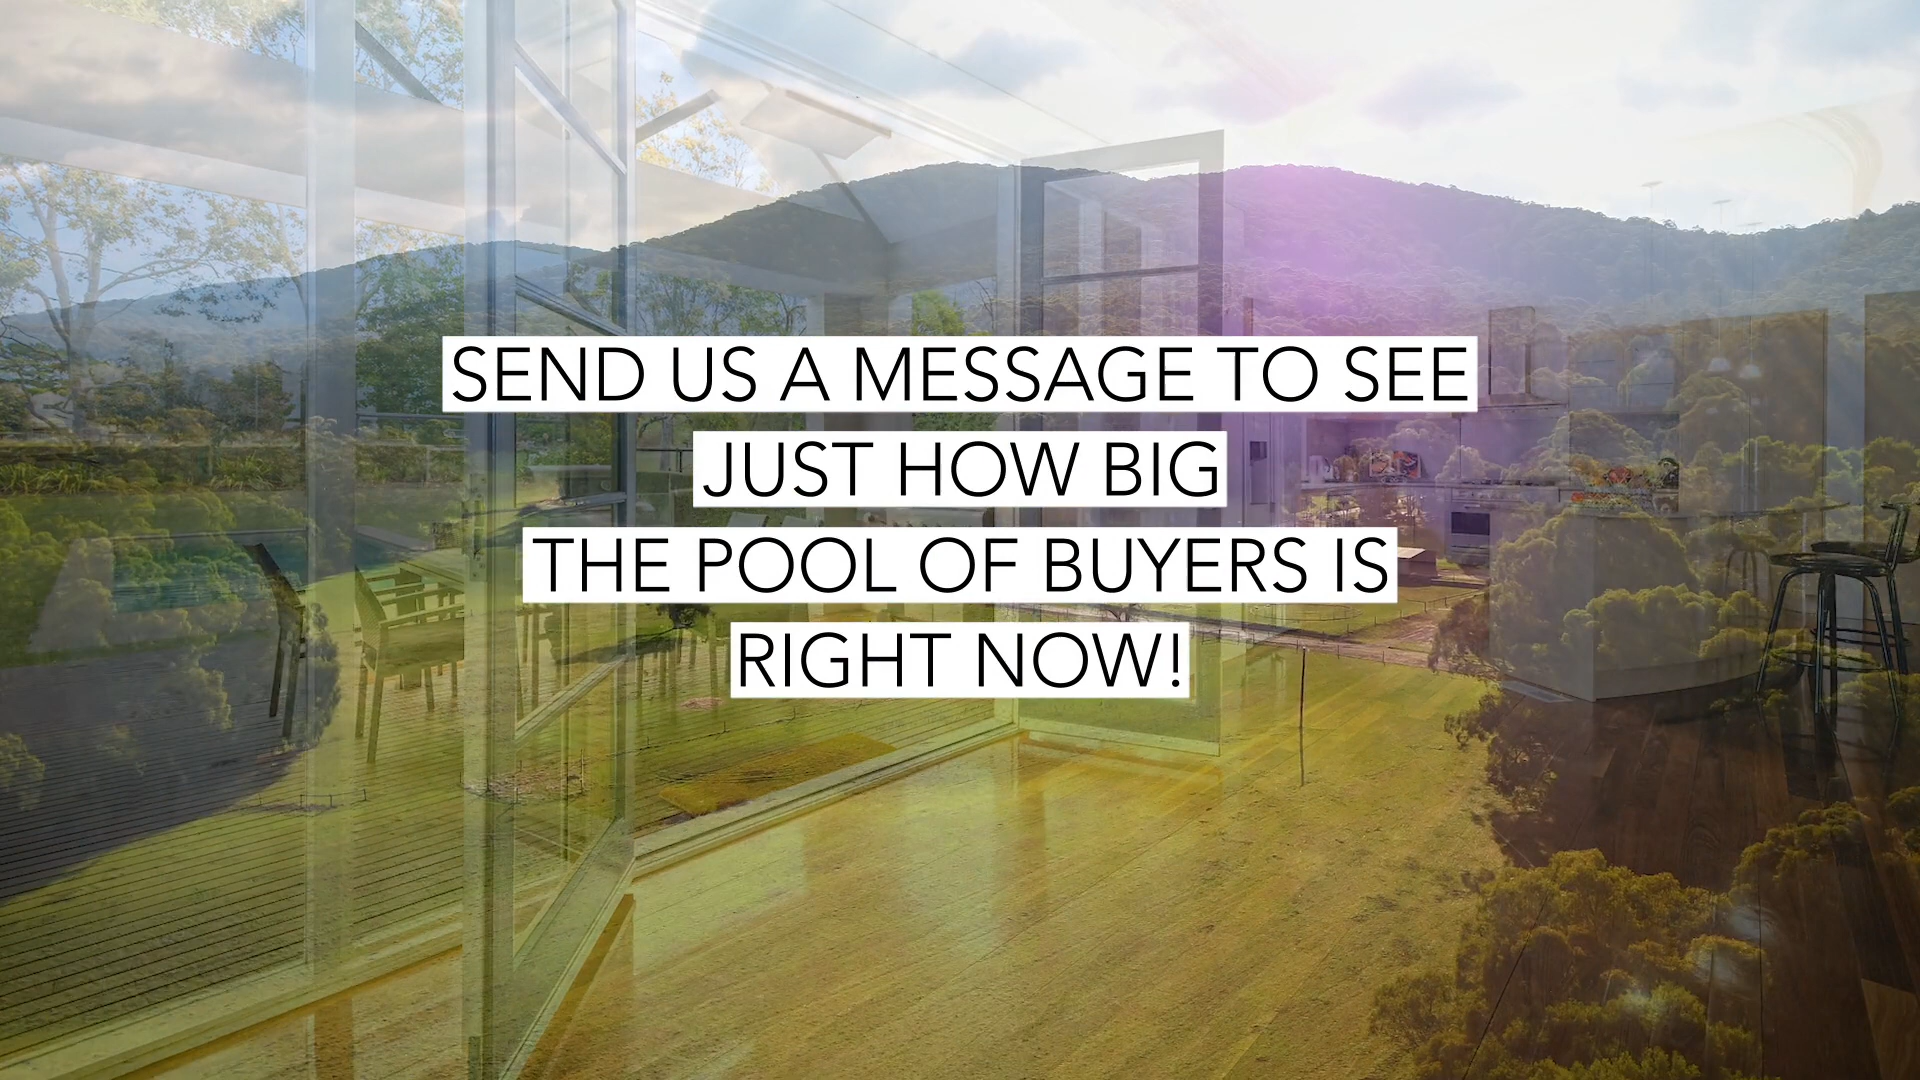 SEND US A MESSAGE TO SEE
JUST HOW BIG
THE POOL OF BUYERS IS
RIGHT NOW!